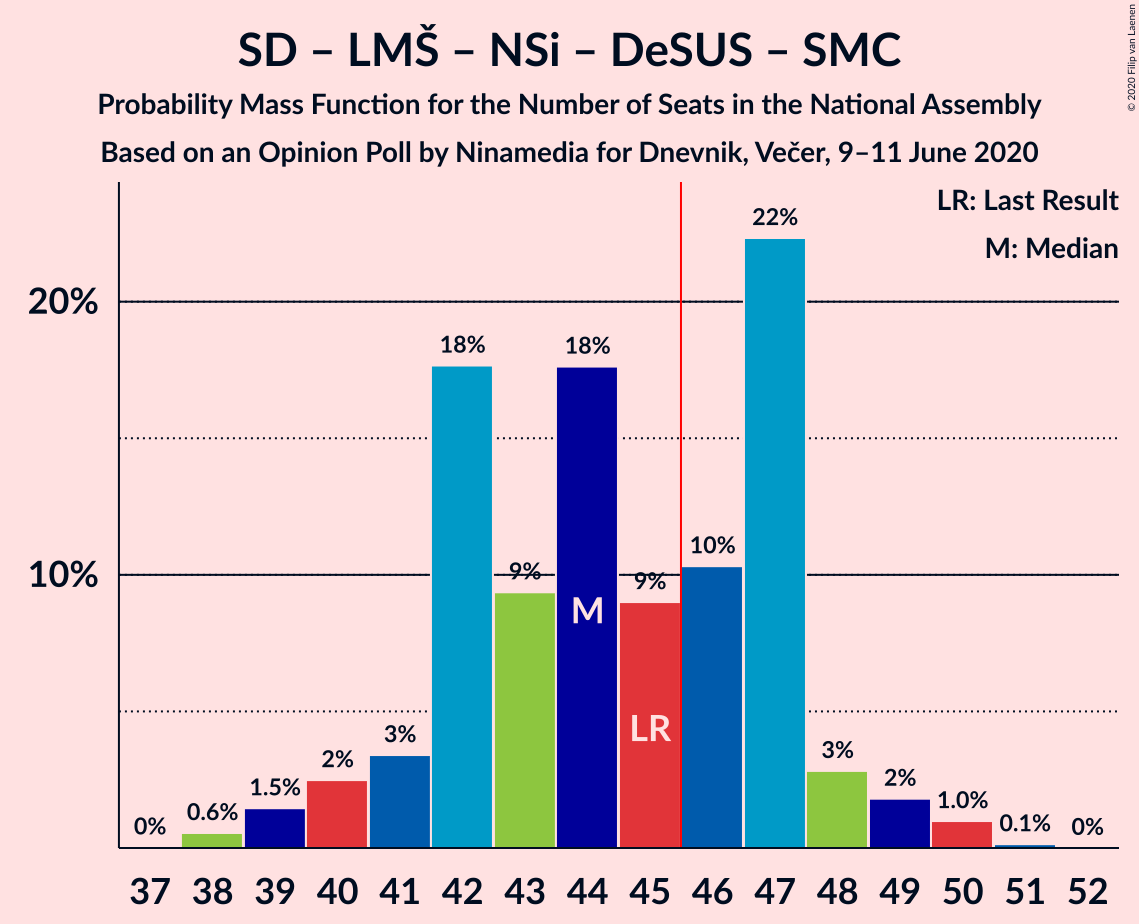 SD – LMŠ – NSi – DeSUS – SMC
Probability Mass Function for the Number of Seats in the National Assembly
Based on an Opinion Poll by Ninamedia for Dnevnik, Večer, 9–11 June 2020
© 2020 Filip van Laenen
LR: Last Result
M: Median
20%
10%
0%
0.6%
1.5%
2%
3%
18%
9%
18%
9%
10%
22%
3%
2%
1.0%
0.1%
0%
M
LR
37 38 39 40 41 42 43 44 45 46 47 48 49 50 51 52